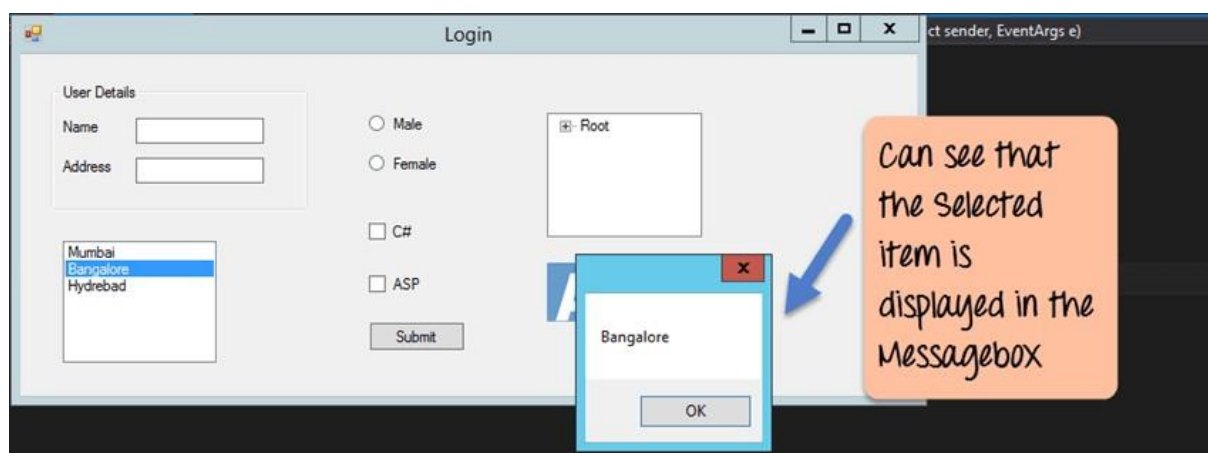 Login
ct sender, EventArgs e)
User Details
Name
Address
Male
Female
Root
C#
ASP
Submit
Mumbai
Bangalore
Hydrebad
Bangalore
OK
Can see that
the Selected
item is
displayed in the
Messagebox